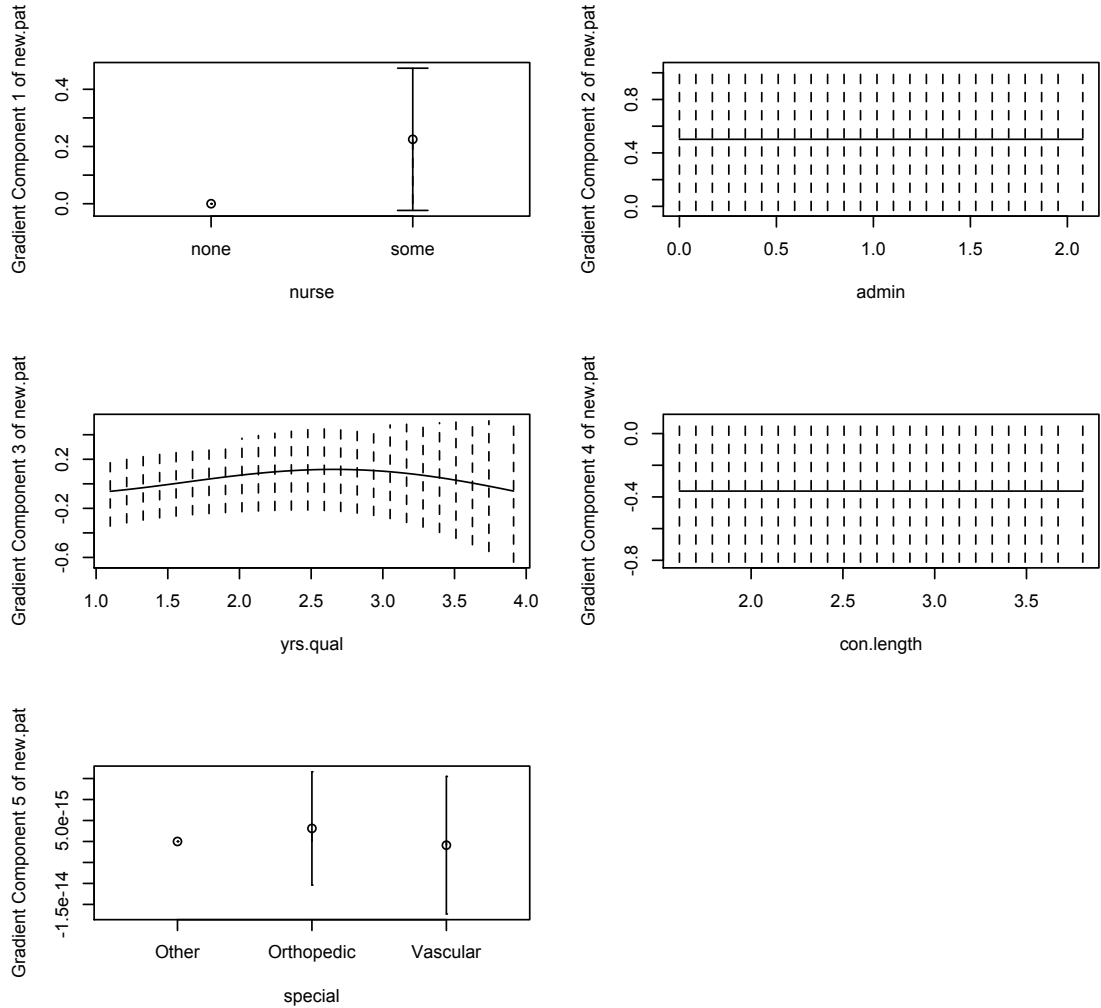 Gradient Component 1 of new.pat
0.0 0.2 0.4
none some
nurse
Gradient Component 2 of new.pat
0.0 0.4 0.8
0.0 0.5 1.0 1.5 2.0
admin
Gradient Component 3 of new.pat
-0.6 -0.2 0.2
1.0 1.5 2.0 2.5 3.0 3.5 4.0
yrs.qual
Gradient Component 4 of new.pat
-0.8 -0.4 0.0
2.0 2.5 3.0 3.5
con.length
Gradient Component 5 of new.pat
-1.5e-14 5.0e-15
Other Orthopedic Vascular
special